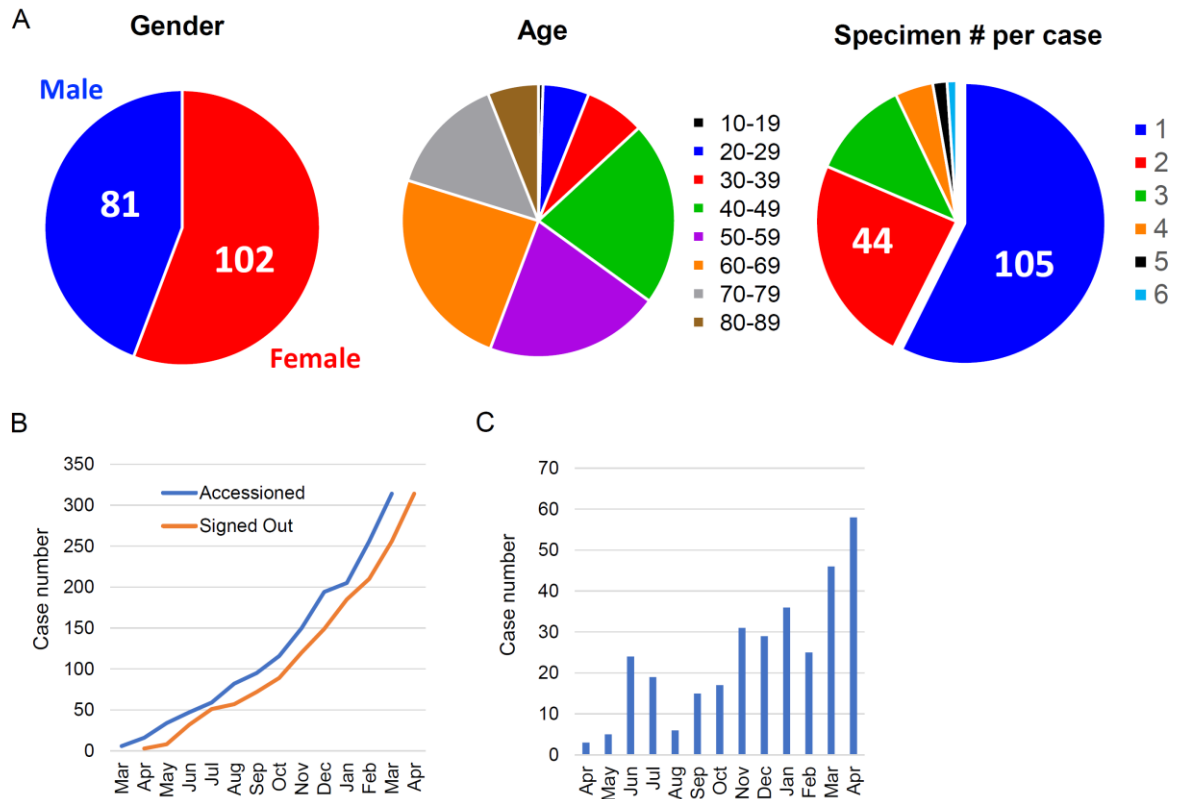 A
Gender
Age
Specimen # per case
Male
81
102
Female
10-19
20-29
30-39
40-49
50-59
60-69
70-79
80-89
44
105
1
2
3
4
5
6
B
Case number
350
300
250
200
150
100
50
0
Accessioned
Signed Out
Mar Apr May Jun Jul Aug Sep Oct Nov Dec Jan Feb Mar Apr
C
Case number
70
60
50
40
30
20
10
0
Apr May Jun Jul Aug Sep Oct Nov Dec Jan Feb Mar Apr